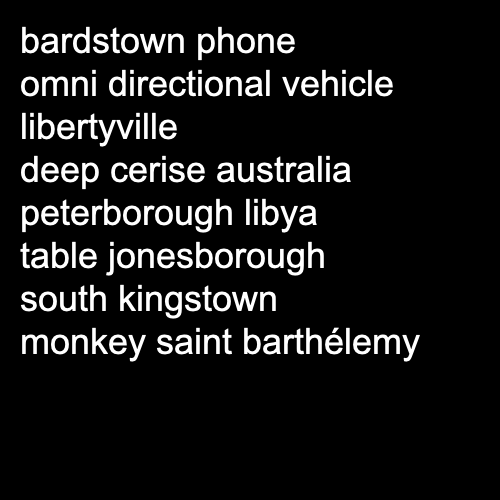 bardstown phone
omni directional vehicle
libertyville
deep cerise australia
peterborough libya
table jonesborough
south kingstown
monkey saint barthélemy